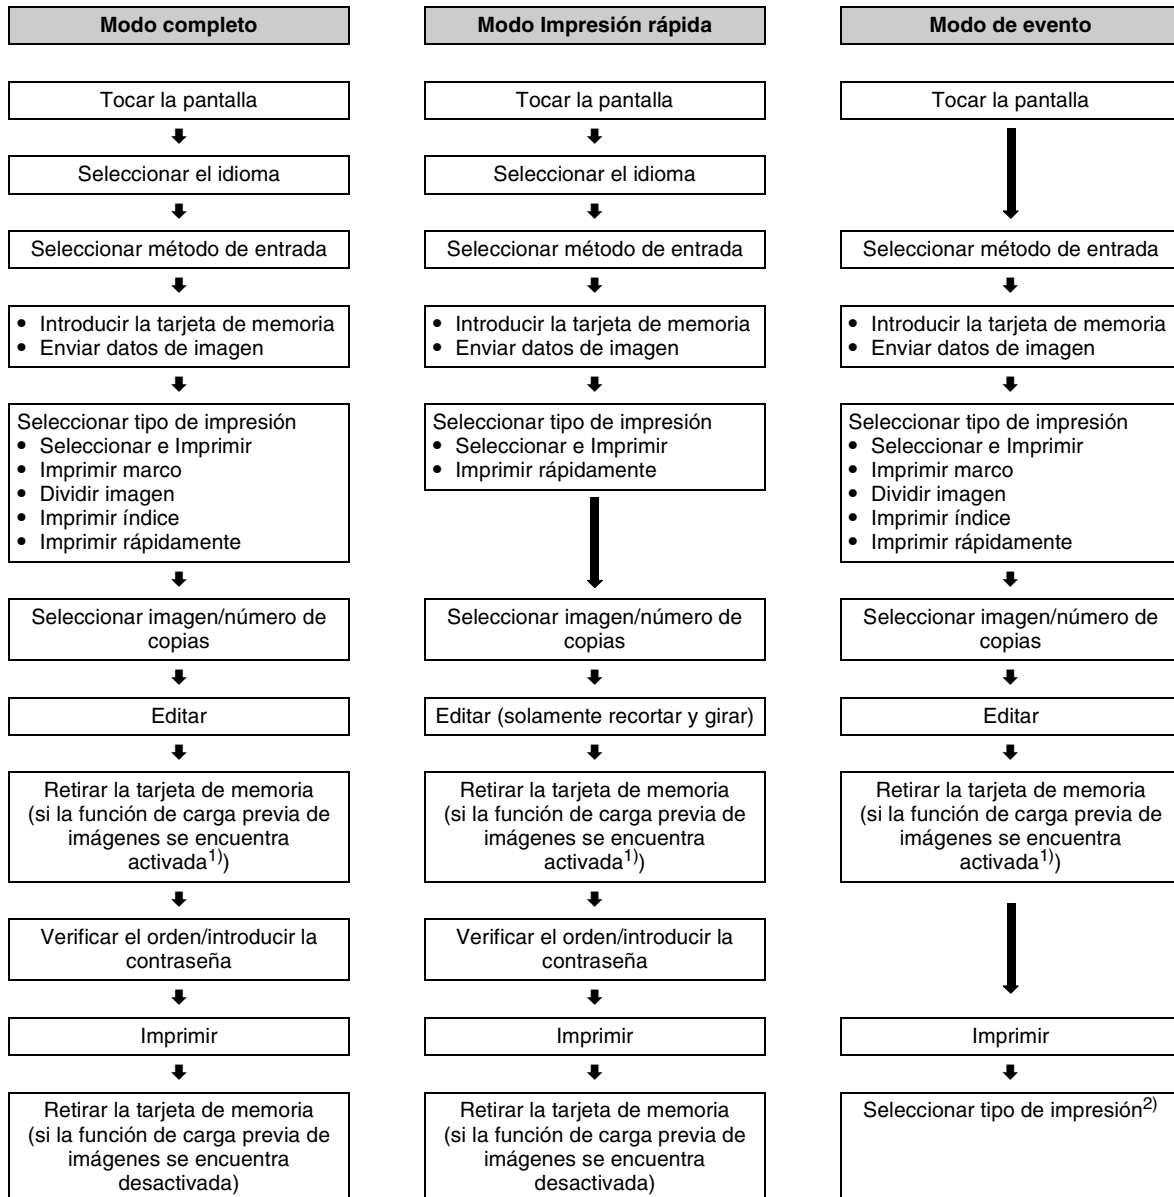 Modo completo
Tocar la pantalla
Seleccionar el idioma
Seleccionar método de entrada
• Introducir la tarjeta de memoria
• Enviar datos de imagen
Seleccionar tipo de impresión
• Seleccionar e Imprimir
• Imprimir marco
• Dividir imagen
• Imprimir índice
• Imprimir rápidamente
Seleccionar imagen/número de
copias
Editar
Retirar la tarjeta de memoria
(si la función de carga previa de
imágenes se encuentra
activada1))
Verificar el orden/introducir la
contraseña
Imprimir
Retirar la tarjeta de memoria
(si la función de carga previa de
imágenes se encuentra
desactivada)
Modo Impresión rápida
Tocar la pantalla
Seleccionar el idioma
Seleccionar método de entrada
• Introducir la tarjeta de memoria
• Enviar datos de imagen
Seleccionar tipo de impresión
• Seleccionar e Imprimir
• Imprimir rápidamente
Seleccionar imagen/número de
copias
Editar (solamente recortar y girar)
Retirar la tarjeta de memoria
(si la función de carga previa de
imágenes se encuentra
activada1))
Verificar el orden/introducir la
contraseña
Imprimir
Retirar la tarjeta de memoria
(si la función de carga previa de
imágenes se encuentra
desactivada)
Modo de evento
Tocar la pantalla
Seleccionar método de entrada
• Introducir la tarjeta de memoria
• Enviar datos de imagen
Seleccionar tipo de impresión
• Seleccionar e Imprimir
• Imprimir marco
• Dividir imagen
• Imprimir índice
• Imprimir rápidamente
Seleccionar imagen/número de
copias
Editar
Retirar la tarjeta de memoria
(si la función de carga previa de
imágenes se encuentra
activada1))
Imprimir
Seleccionar tipo de impresión2)